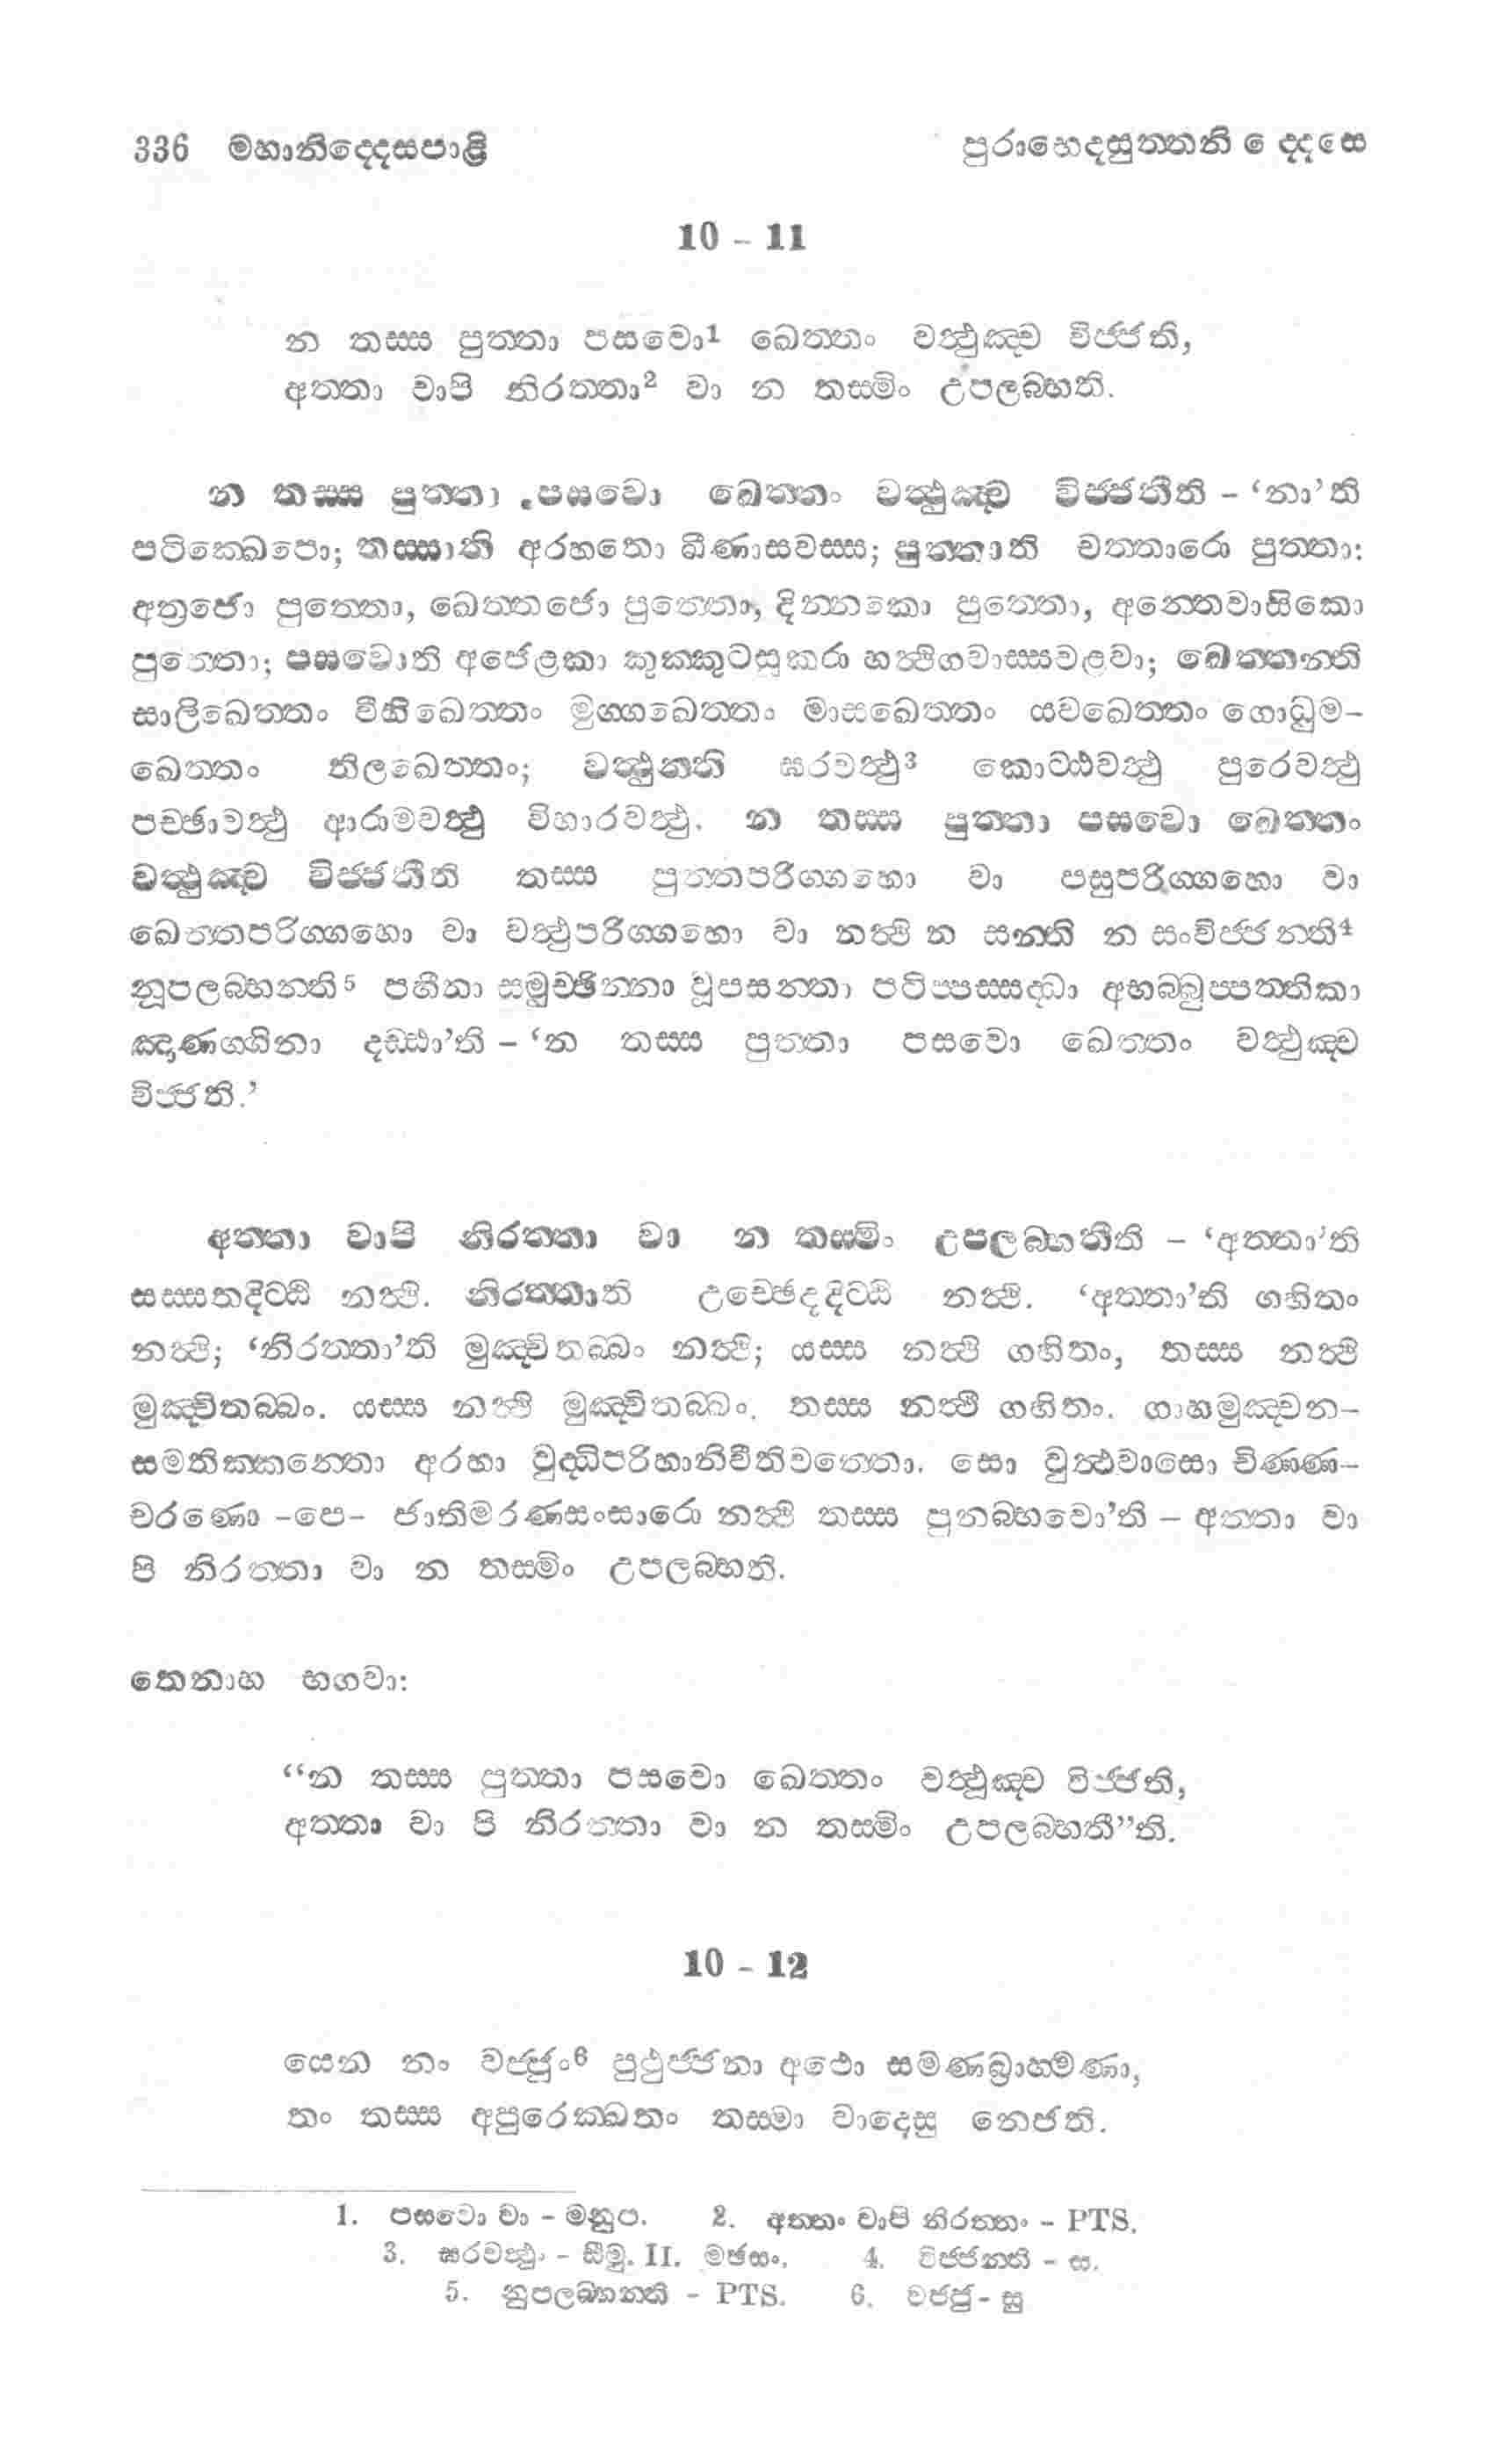 336 මහානිද්දෙසපාළි
පුරාභෙදසුත්තනිද්දෙසෙ
10 - 11
න තස්ස පුත්තා පසවො¹ ඛෙත්තං වත්ථුඤ්ච විජ්ජති,
අත්තා වාපි නිරත්තා² වා න තස්මිං උපලබ්භති.
න තස්ස පුත්තා පසවො ඛෙත්තං වත්ථුඤ්ච විජ්ජතීති – ‘නා’ති
පටික්ඛෙපො; තස්සාති අරහතො ඛීණාසවස්ස; පුත්තාති චත්තාරො පුත්තා:
අත්‍රජො පුත්තො, ඛෙත්තජො පුත්තො, දින්නකො පුත්තො, අන්තෙවාසිකො
පුත්තො; පසවොති අජෙළකා කුක්කුටසූකරා හත්ථිගවාස්සවළවා; ඛෙත්තන්ති
සාලිඛෙත්තං වීහිඛෙත්තං මුග්ගඛෙත්තං මාසඛෙත්තං යවඛෙත්තං ගොධුම-
ඛෙත්තං තිලඛෙත්තං; වත්ථුන්ති ඝරවත්ථු³ කොට්ඨවත්ථු පුරෙවත්ථු
පච්ඡාවත්ථු ආරාමවත්ථු විහාරවත්ථු. න තස්ස පුත්තා පසවො ඛෙත්තං
වත්ථුඤ්ච විජ්ජතීති තස්ස පුත්තපරිග්ගහො වා පසුපරිග්ගහො වා
ඛෙත්තපරිග්ගහො වා වත්ථුපරිග්ගහො වා නත්ථි න සන්ති න සංවිජ්ජන්ති⁴
නූපලබ්භන්ති⁵ පහීනා සමුච්ඡින්නා වූපසන්තා පටිප්පස්සද්ධා අභබ්බුප්පත්තිකා
ඤාණග්ගිනා දඩ්ඪා’ති – ‘න තස්ස පුත්තා පසවො ඛෙත්තං වත්ථුඤ්ච
විජ්ජති.’
අත්තා වාපි නිරත්තා වා න තස්මිං උපලබ්භතීති – ‘අත්තා’ති
සස්සතදිට්ඨි නත්ථි. නිරත්තාති උච්ඡෙදදිට්ඨි නත්ථි. ‘අත්තා’ති ගහිතං
නත්ථි; ‘නිරත්තා’ති මුඤ්චිතබ්බං නත්ථි; යස්ස නත්ථි ගහිතං, තස්ස නත්ථි
මුඤ්චිතබ්බං. යස්ස නත්ථි මුඤ්චිතබ්බං, තස්ස නත්ථි ගහිතං. ගාහමුඤ්චන-
සමතික්කන්තො අරහා වුද්ධිපරිහානිවීතිවත්තො. සො වුත්ථවාසො චිණ්ණ-
චරණො -පෙ- ජාතිමරණසංසාරො නත්ථි තස්ස පුනබ්භවො’ති – අත්තා වා
පි නිරත්තා වා න තස්මිං උපලබ්භති.
තෙනාහ භගවා:
“න තස්ස පුත්තා පසවො ඛෙත්තං වත්ථූඤ්ච විජ්ජති,
අත්තා වා පි නිරත්තා වා න තස්මිං උපලබ්භතී”ති.
10 - 12
යෙන නං වජ්ජුං⁶ පුථුජ්ජනා අථො සමණබ්‍රාහ්මණා,
තං තස්ස අපුරෙක්ඛතං තස්මා වාදෙසු නෙජති.
1. පසවො වා - මනුප. 2. අත්තං වාපි නිරත්තං - PTS.
3. ඝරවත්ථුං - සීමු. II. මඡසං. 4. විජ්ජන්ති - ස.
5. නුපලබ්භන්ති - PTS. 6. වජ්ජු - සු